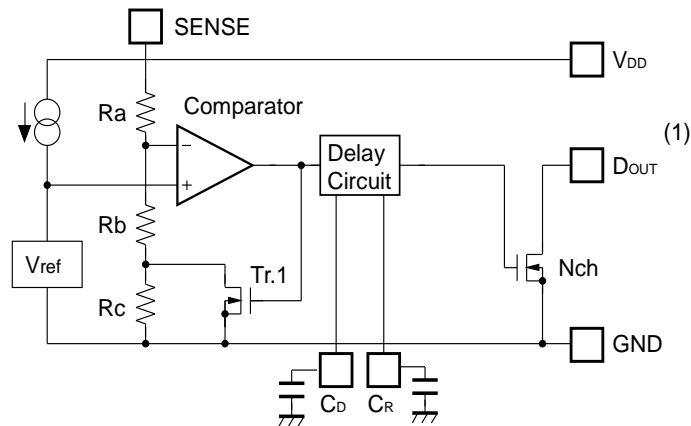 SENSE
VDD
Ra
Comparator
(1)
−
Delay
Circuit
DOUT
+
Rb
Vref
Tr.1
Nch
Rc
GND
CD
CR